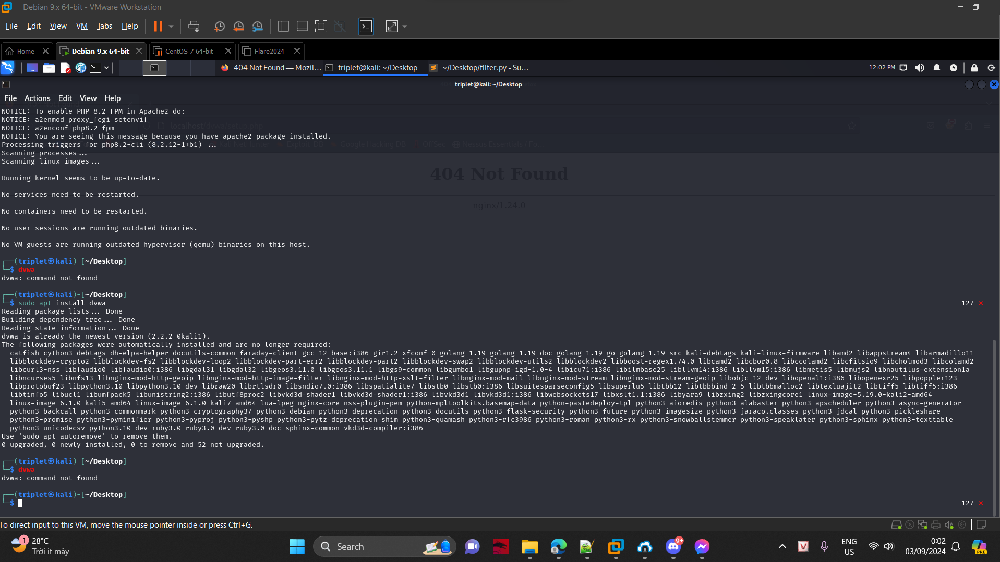 Debian 9.x 64-bit - VMware Workstation
File Edit View VM Tabs Help
Home
Debian 9.x 64-bit
CentOS 7 64-bit
Flare2024
404 Not Found — Mozil...
triplet@kali: ~/Desktop
~/Desktop/filter.py - Su...
12:02 PM
triplet@kali: ~/Desktop
File Actions Edit View Help
NOTICE: To enable PHP 8.2 FPM in Apache2 do:
NOTICE: a2enmod proxy_fcgi setenvif
NOTICE: a2enconf php8.2-fpm
localhost/dvwa/setup.php
NOTICE: You are seeing this message because you have apache2 package installed.
Processing triggers for php8.2-cli (8.2.12-1+b1) ...
NetHunter Exploit-DB Google Hacking DB OffSec Nessus Essentials / Fo...
Scanning processes...
Scanning linux images...
404 Not Found
Running kernel seems to be up-to-date.
No services need to be restarted.
nginx/1.24.0
No containers need to be restarted.
No user sessions are running outdated binaries.
No VM guests are running outdated hypervisor (qemu) binaries on this host.
┌──(triplet㉿kali)-[~/Desktop]
└─$ dvwa
dvwa: command not found
┌──(triplet㉿kali)-[~/Desktop]
└─$ sudo apt install dvwa
127 ×
Reading package lists... Done
Building dependency tree... Done
Reading state information... Done
dvwa is already the newest version (2.2.2-0kali1).
The following packages were automatically installed and are no longer required:
catfish cython3 debtags dh-elpa-helper docutils-common faraday-client gcc-12-base:i386 gir1.2-xfconf-0 golang-1.19 golang-1.19-doc golang-1.19-go golang-1.19-src kali-debtags kali-linux-firmware libamd2 libappstream4 libarmadillo11
libblockdev-crypto2 libblockdev-fs2 libblockdev-loop2 libblockdev-part-err2 libblockdev-part2 libblockdev-swap2 libblockdev-utils2 libblockdev2 libboost-regex1.74.0 libcamd2 libcbor0.8 libccolamd2 libcfitsio9 libcholmod3 libcolamd2
libcurl3-nss libfaudio0 libfaudio0:i386 libgdal31 libgdal32 libgeos3.11.0 libgeos3.11.1 libgs9-common libgumbo1 libgupnp-igd-1.0-4 libicu71:i386 libilmbase25 libllvm14:i386 libllvm15:i386 libmetis5 libmujs2 libnautilus-extension1a
libncurses5 libnfs13 libnginx-mod-http-geoip libnginx-mod-http-image-filter libnginx-mod-http-xslt-filter libnginx-mod-mail libnginx-mod-stream libnginx-mod-stream-geoip libobjc-12-dev libopenal1:i386 libopenexr25 libpoppler123
libprotobuf23 libpython3.10 libpython3.10-dev libraw20 librtlsdr0 libsndio7.0:i386 libspatialite7 libstb0 libstb0:i386 libsuitesparseconfig5 libsuperlu5 libtbb12 libtbbbind-2-5 libtbbmalloc2 libtexluajit2 libtiff5 libtiff5:i386
libtinfo5 libucl1 libumfpack5 libunistring2:i386 libutf8proc2 libvkd3d-shader1 libvkd3d-shader1:i386 libvkd3d1 libvkd3d1:i386 libwebsockets17 libxslt1.1:i386 libyara9 libzxing2 libzxingcore1 linux-image-5.19.0-kali2-amd64
linux-image-6.1.0-kali5-amd64 linux-image-6.1.0-kali7-amd64 lua-lpeg nginx-core nss-plugin-pem python-mpltoolkits.basemap-data python-pastedeploy-tpl python3-aioredis python3-alabaster python3-apscheduler python3-async-generator
python3-backcall python3-commonmark python3-cryptography37 python3-debian python3-deprecation python3-docutils python3-flask-security python3-future python3-imagesize python3-jaraco.classes python3-jdcal python3-pickleshare
python3-promise python3-pyminifier python3-pyproj python3-pyshp python3-pytz-deprecation-shim python3-quamash python3-rfc3986 python3-roman python3-rx python3-snowballstemmer python3-speaklater python3-sphinx python3-texttable
python3-unicodecsv python3.10-dev ruby3.0 ruby3.0-dev ruby3.0-doc sphinx-common vkd3d-compiler:i386
Use 'sudo apt autoremove' to remove them.
0 upgraded, 0 newly installed, 0 to remove and 52 not upgraded.
┌──(triplet㉿kali)-[~/Desktop]
└─$ dvwa
dvwa: command not found
┌──(triplet㉿kali)-[~/Desktop]
└─$
127 ×
To direct input to this VM, move the mouse pointer inside or press Ctrl+G.
1
28°C
Trời ít mây
Search
9+
V
ENG
US
0:02
03/09/2024
PRE